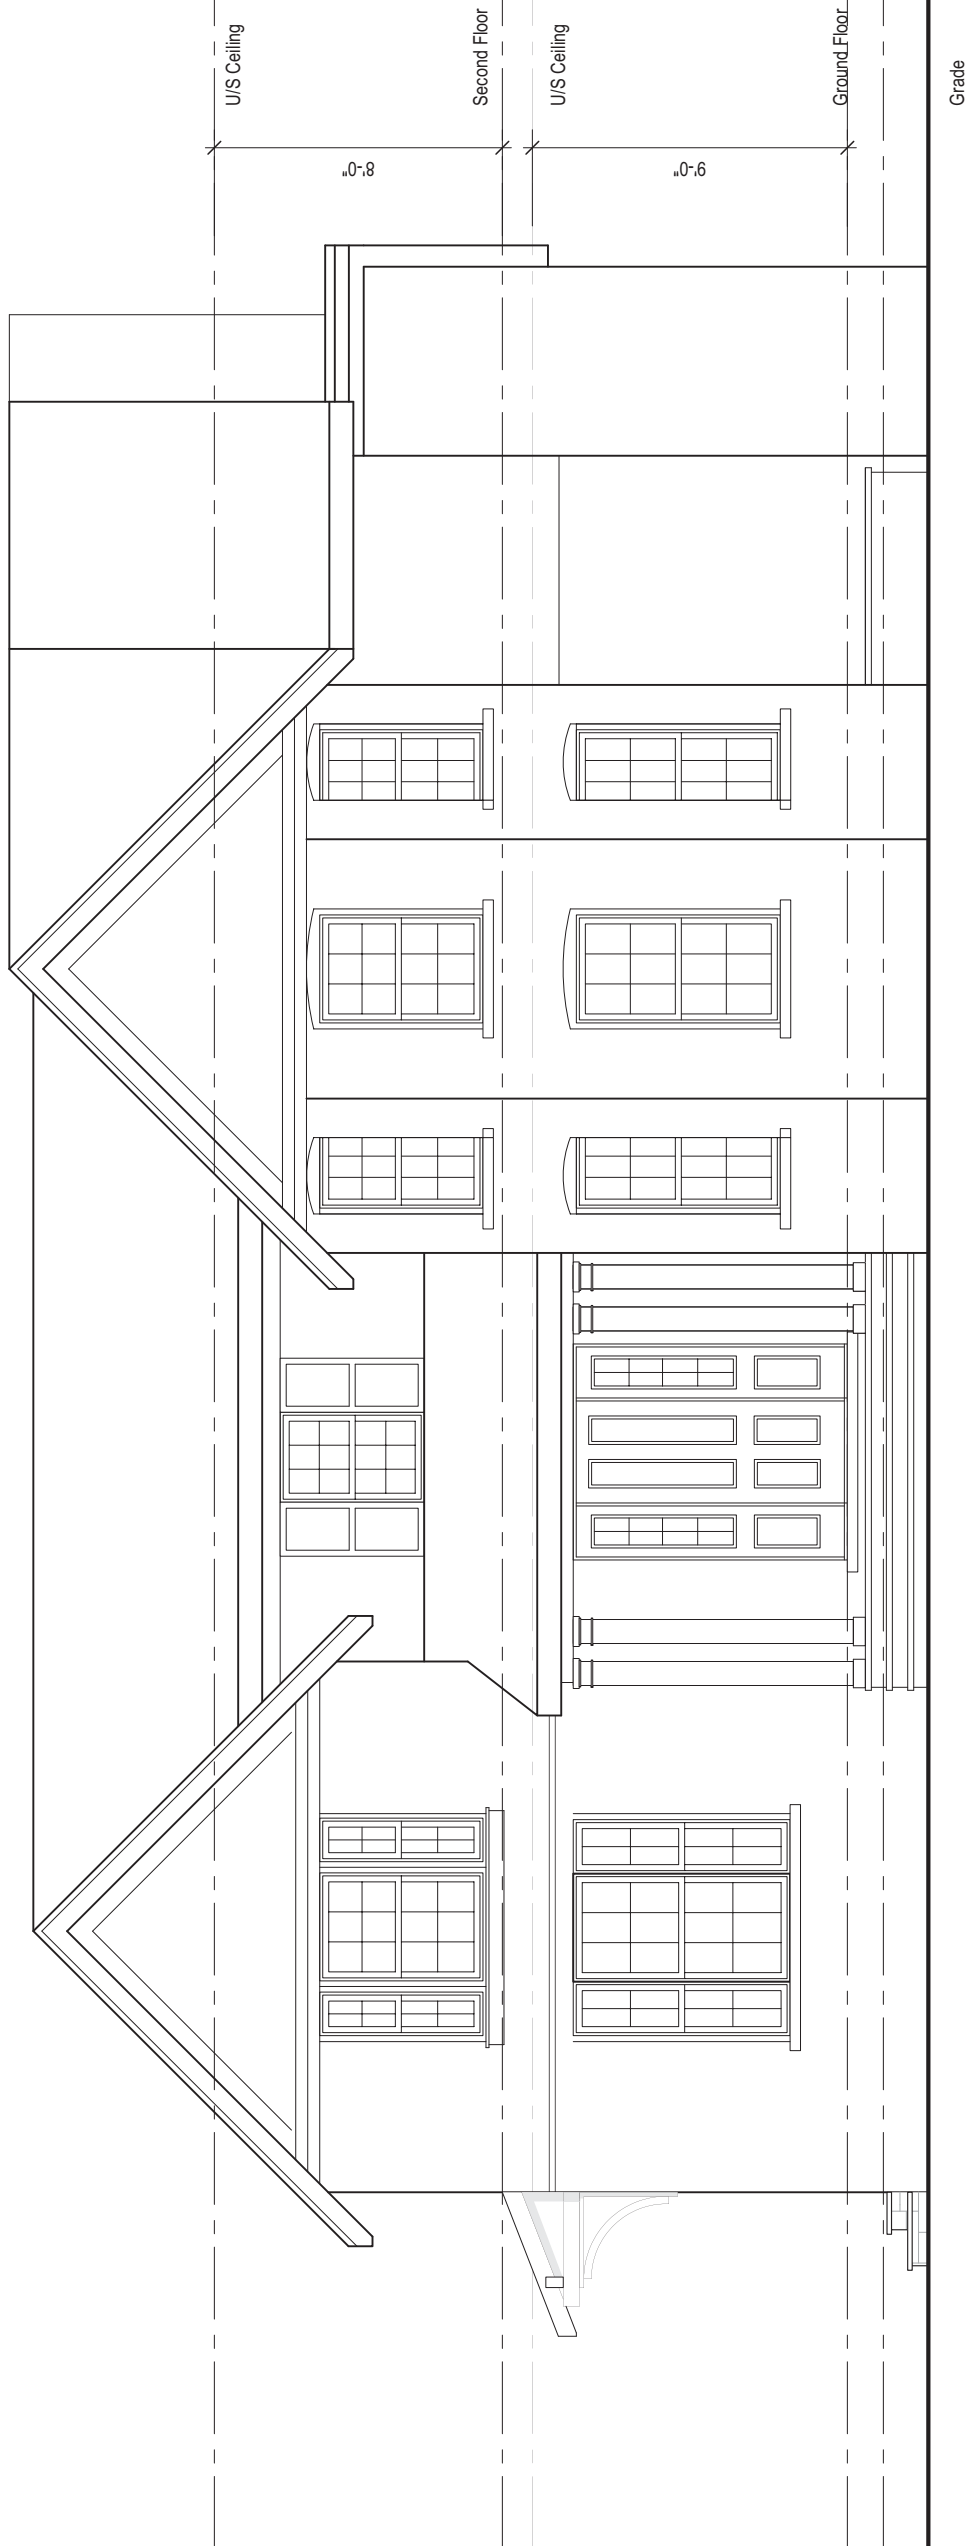 U/S Ceiling
8'-0"
Second Floor
U/S Ceiling
9'-0"
Ground Floor
Grade